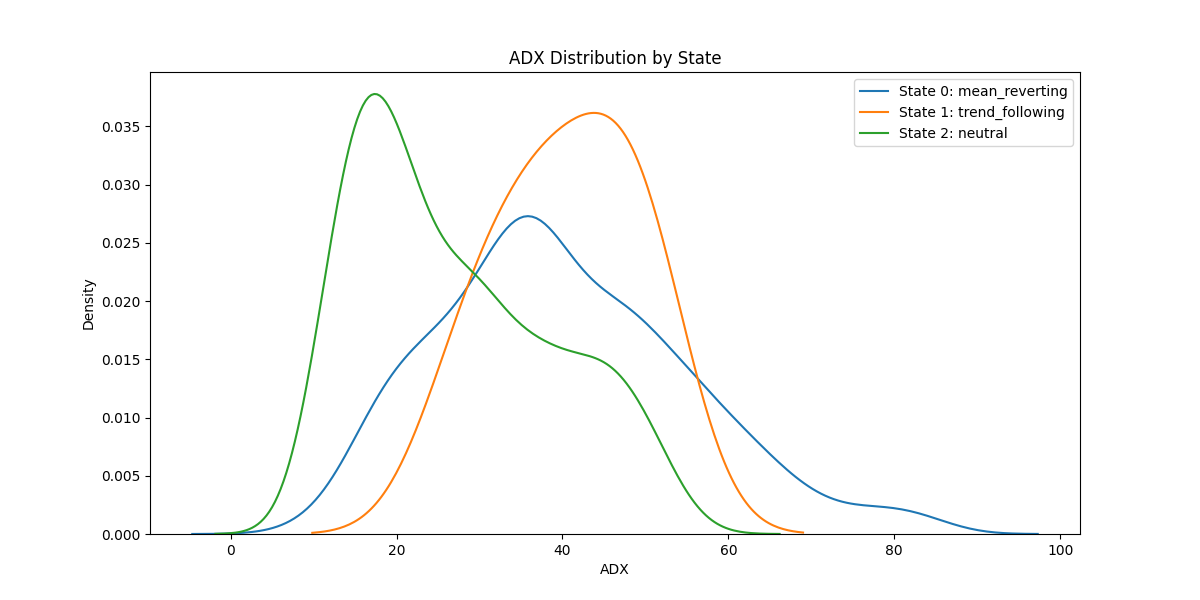 ADX Distribution by State
State 0: mean_reverting
State 1: trend_following
State 2: neutral
Density
0.035
0.030
0.025
0.020
0.015
0.010
0.005
0.000
0 20 40 60 80 100
ADX